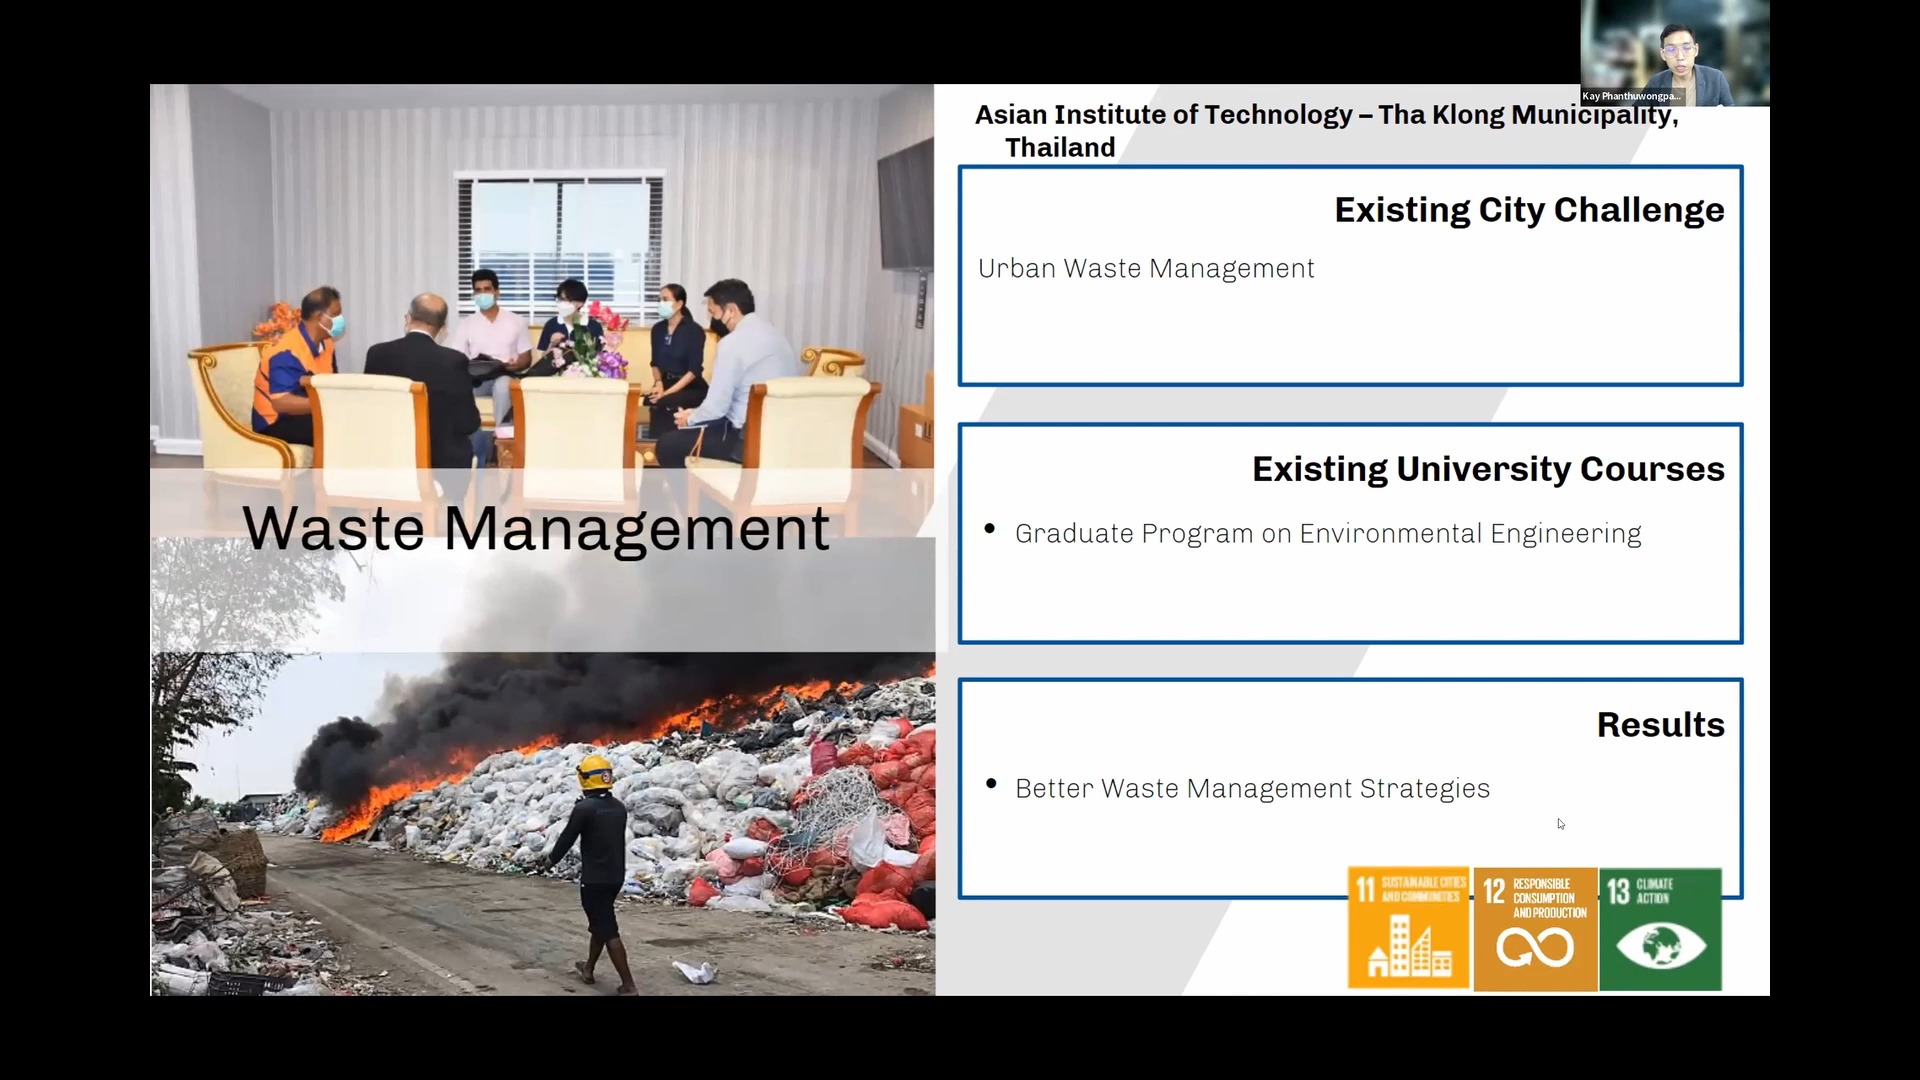 Kay Phanthuwongpa...
Asian Institute of Technology – Tha Klong Municipality,
Thailand
Existing City Challenge
Urban Waste Management
Existing University Courses
• Graduate Program on Environmental Engineering
Results
• Better Waste Management Strategies
Waste Management
11 SUSTAINABLE CITIES
AND COMMUNITIES
12 RESPONSIBLE
CONSUMPTION
AND PRODUCTION
13 CLIMATE
ACTION